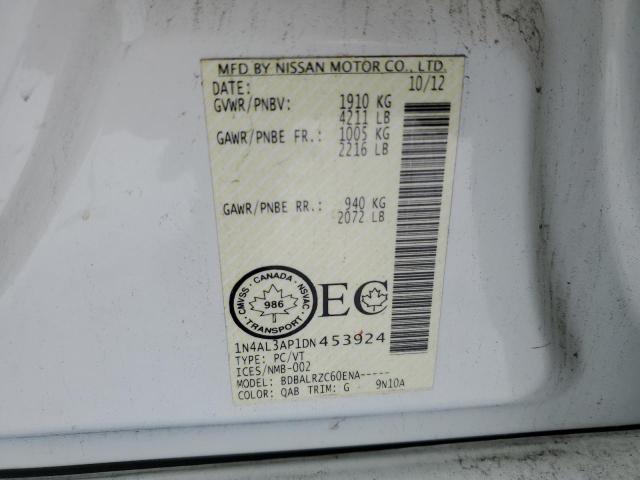 MFD BY NISSAN MOTOR CO., LTD.
DATE: 10/12
GVWR/PNBV: 1910 KG
4211 LB
GAWR/PNBE FR.: 1005 KG
2216 LB
GAWR/PNBE RR.: 940 KG
2072 LB
CMVSS · CANADA · NSVAC
986
TRANSPORT
EC
1N4AL3AP1DN453924
TYPE: PC/VT
ICES/NMB-002
MODEL: BDBALRZC60ENA-----
COLOR: QAB TRIM: G 9N10A